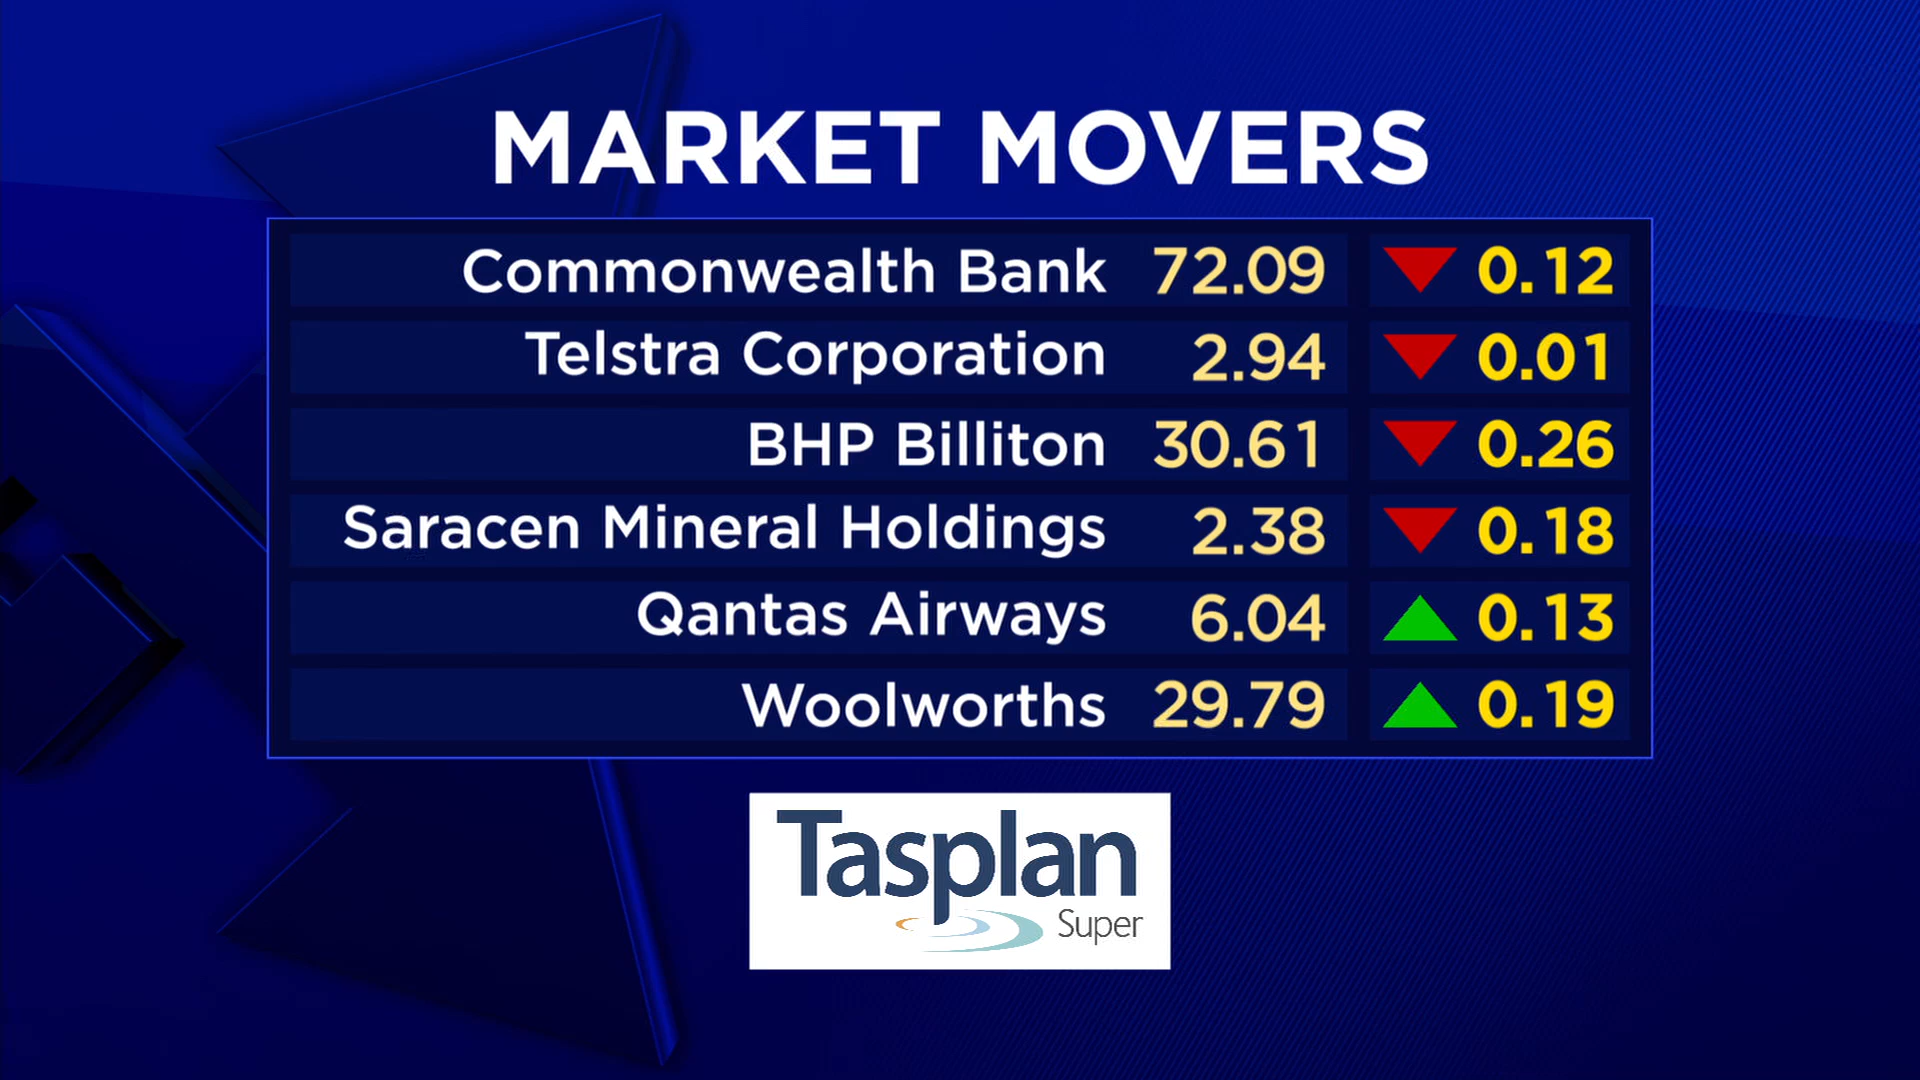 MARKET MOVERS
Commonwealth Bank 72.09 ▼ 0.12
Telstra Corporation 2.94 ▼ 0.01
BHP Billiton 30.61 ▼ 0.26
Saracen Mineral Holdings 2.38 ▼ 0.18
Qantas Airways 6.04 ▲ 0.13
Woolworths 29.79 ▲ 0.19
Tasplan
Super